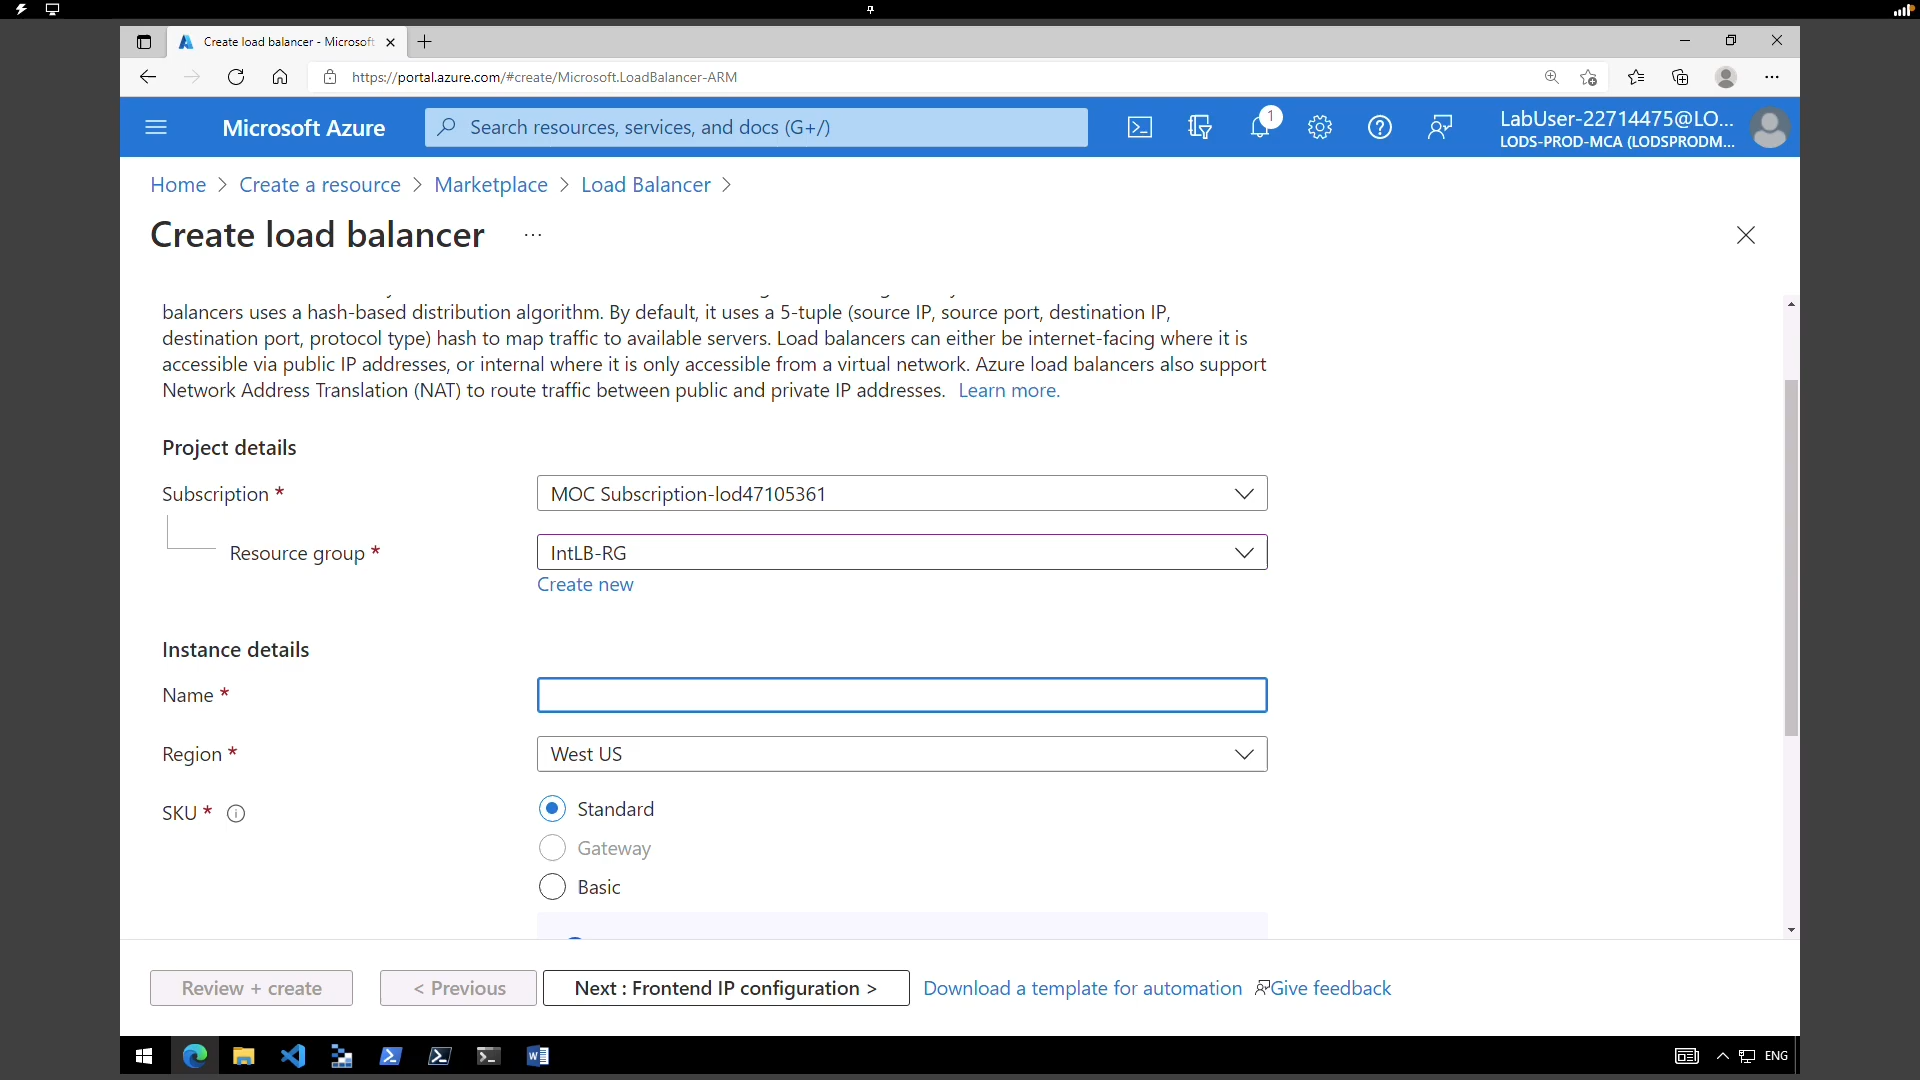 Create load balancer - Microsoft
https://portal.azure.com/#create/Microsoft.LoadBalancer-ARM
Microsoft Azure
Search resources, services, and docs (G+/)
1
LabUser-22714475@LO...
LODS-PROD-MCA (LODSPRODM...
Home > Create a resource > Marketplace > Load Balancer >
Create load balancer ...
balancers uses a hash-based distribution algorithm. By default, it uses a 5-tuple (source IP, source port, destination IP,
destination port, protocol type) hash to map traffic to available servers. Load balancers can either be internet-facing where it is
accessible via public IP addresses, or internal where it is only accessible from a virtual network. Azure load balancers also support
Network Address Translation (NAT) to route traffic between public and private IP addresses. Learn more.
Project details
Subscription *
MOC Subscription-lod47105361
Resource group *
IntLB-RG
Create new
Instance details
Name *
Region *
West US
SKU *
Standard
Gateway
Basic
Review + create
< Previous
Next : Frontend IP configuration >
Download a template for automation
Give feedback
ENG